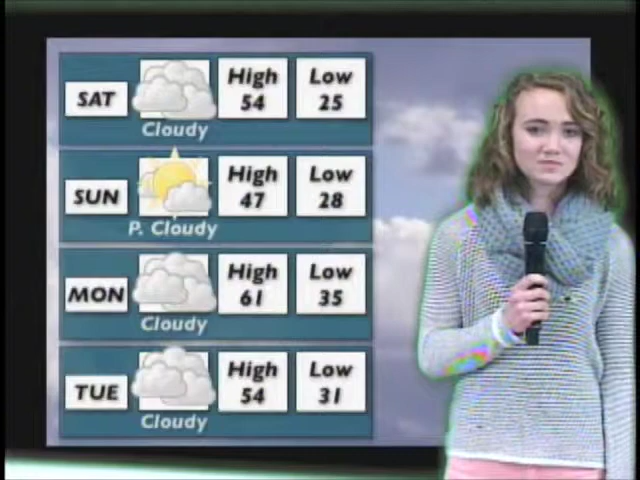 SAT
Cloudy
High
54
Low
25
SUN
P. Cloudy
High
47
Low
28
MON
Cloudy
High
61
Low
35
TUE
Cloudy
High
54
Low
31